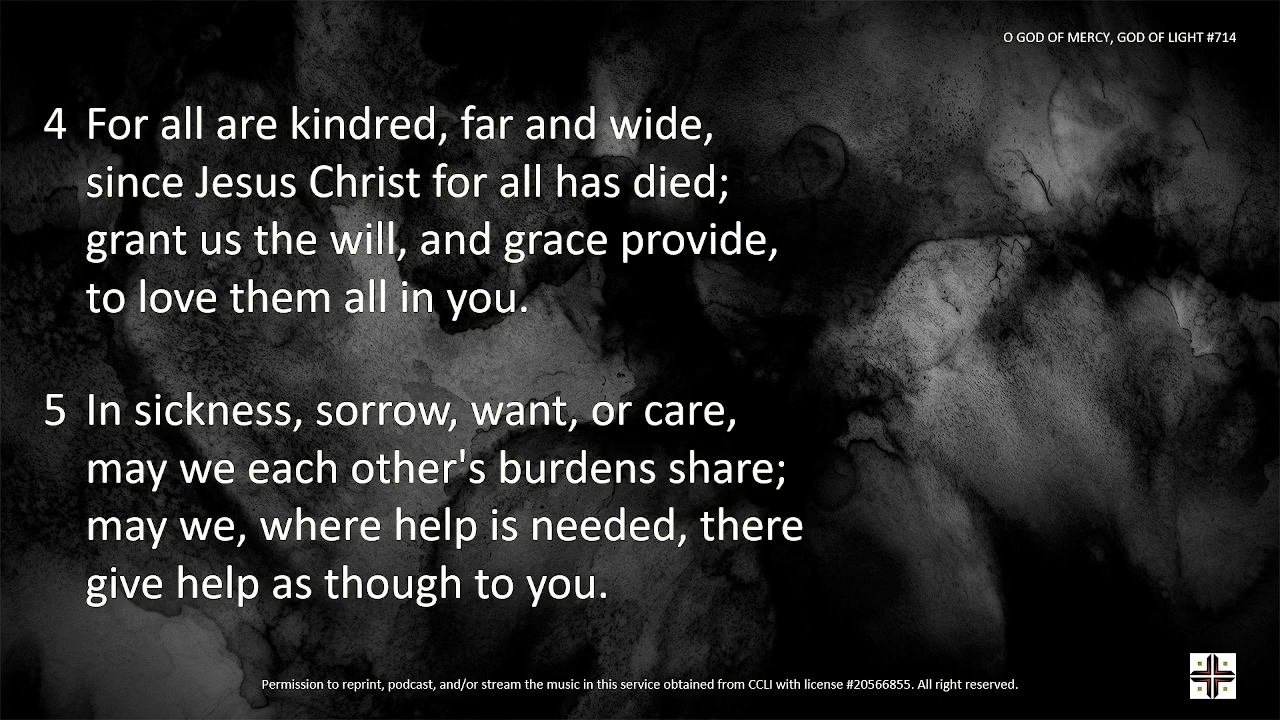 O GOD OF MERCY, GOD OF LIGHT #714
4 For all are kindred, far and wide,
since Jesus Christ for all has died;
grant us the will, and grace provide,
to love them all in you.
5 In sickness, sorrow, want, or care,
may we each other's burdens share;
may we, where help is needed, there
give help as though to you.
Permission to reprint, podcast, and/or stream the music in this service obtained from CCLI with license #20566855. All right reserved.